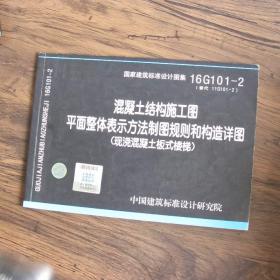 国家建筑标准设计图集 16G101-2
(替代 11G101-2)
混凝土结构施工图
平面整体表示方法制图规则和构造详图
(现浇混凝土板式楼梯)
中国建筑标准设计研究院
GUOJIAJIANZHUBIAOZHUNSHEJI 16G101-2